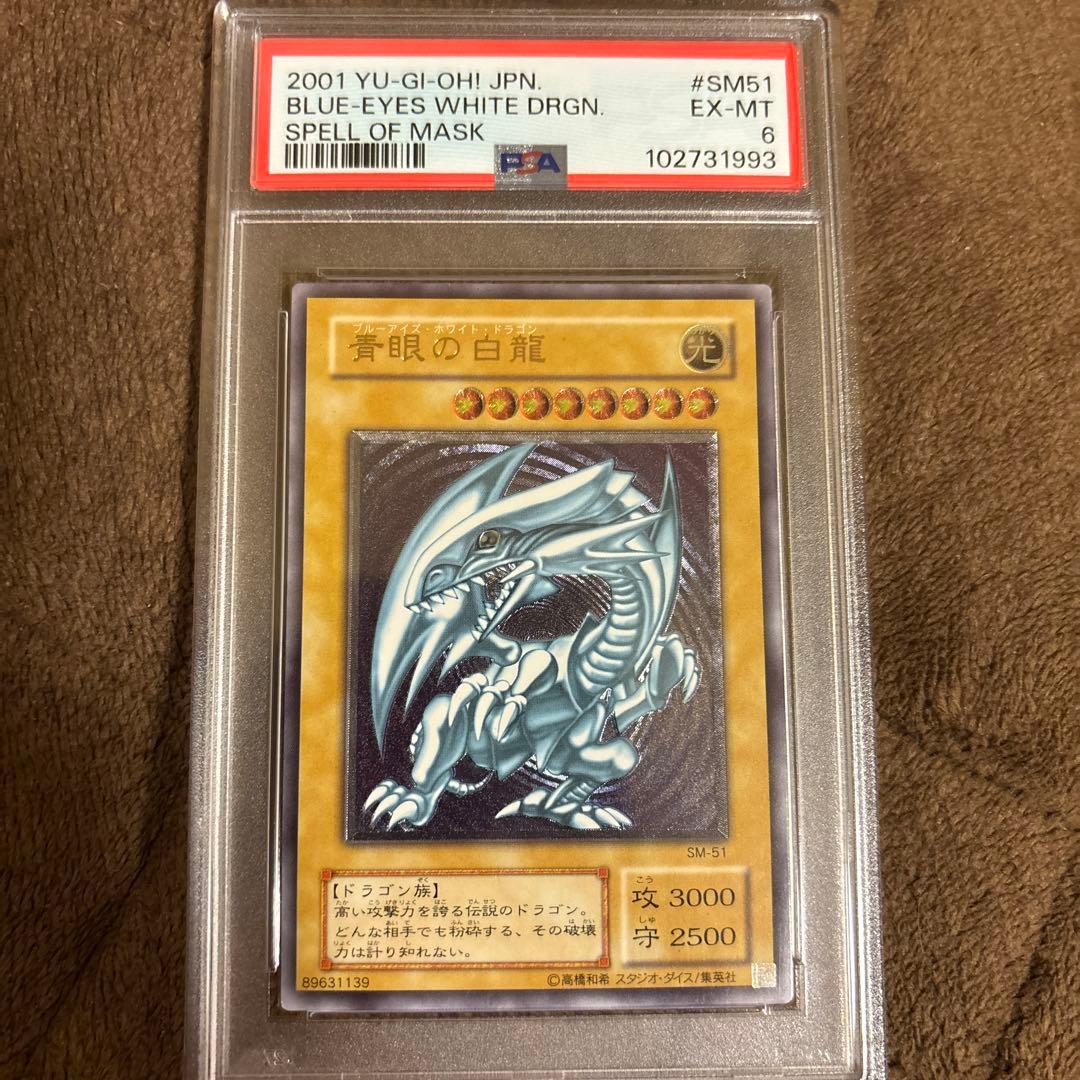 2001 YU-GI-OH! JPN. #SM51
BLUE-EYES WHITE DRGN. EX-MT
SPELL OF MASK 6
PSA 102731993
ブルーアイズ・ホワイト・ドラゴン
青眼の白龍 光
SM-51
【ドラゴン族】
高い攻撃力を誇る伝説のドラゴン。
どんな相手でも粉砕する、その破壊
力は計り知れない。
こう
攻 3000
しゅ
守 2500
89631139 ©高橋和希 スタジオ・ダイス/集英社